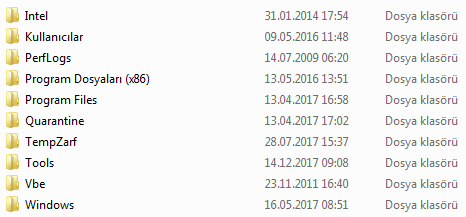 Intel 31.01.2014 17:54 Dosya klasörü
Kullanıcılar 09.05.2016 11:48 Dosya klasörü
PerfLogs 14.07.2009 06:20 Dosya klasörü
Program Dosyaları (x86) 13.05.2016 13:51 Dosya klasörü
Program Files 13.04.2017 16:58 Dosya klasörü
Quarantine 13.04.2017 17:02 Dosya klasörü
TempZarf 28.07.2017 15:37 Dosya klasörü
Tools 14.12.2017 09:08 Dosya klasörü
Vbe 23.11.2011 16:40 Dosya klasörü
Windows 16.05.2017 08:51 Dosya klasörü